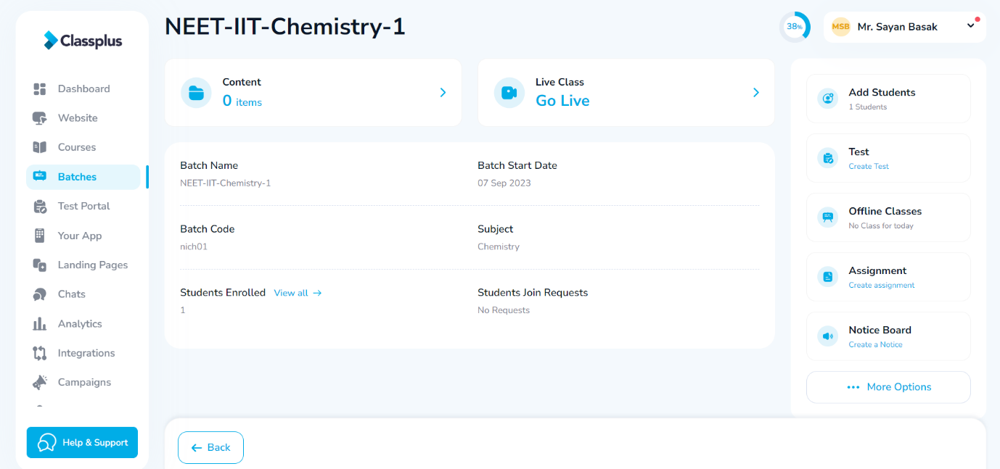 Classplus
Dashboard
Website
Courses
Batches
Test Portal
Your App
Landing Pages
Chats
Analytics
Integrations
Campaigns
Help & Support
NEET-IIT-Chemistry-1
38%
MSB
Mr. Sayan Basak
Content
0 items
Live Class
Go Live
Batch Name
NEET-IIT-Chemistry-1
Batch Start Date
07 Sep 2023
Batch Code
nich01
Subject
Chemistry
Students Enrolled View all →
1
Students Join Requests
No Requests
Add Students
1 Students
Test
Create Test
Offline Classes
No Class for today
Assignment
Create assignment
Notice Board
Create a Notice
••• More Options
← Back